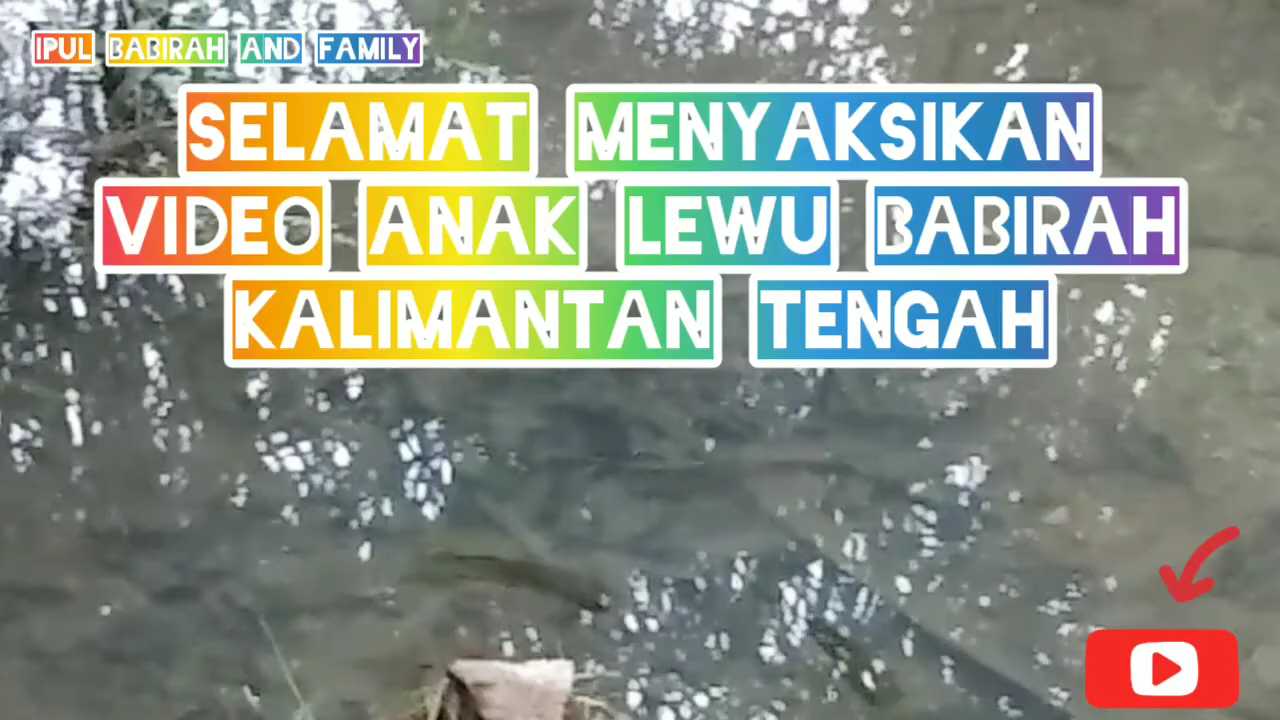 IPUL BABIRAH AND FAMILY
SELAMAT MENYAKSIKAN
VIDEO ANAK LEWU BABIRAH
KALIMANTAN TENGAH